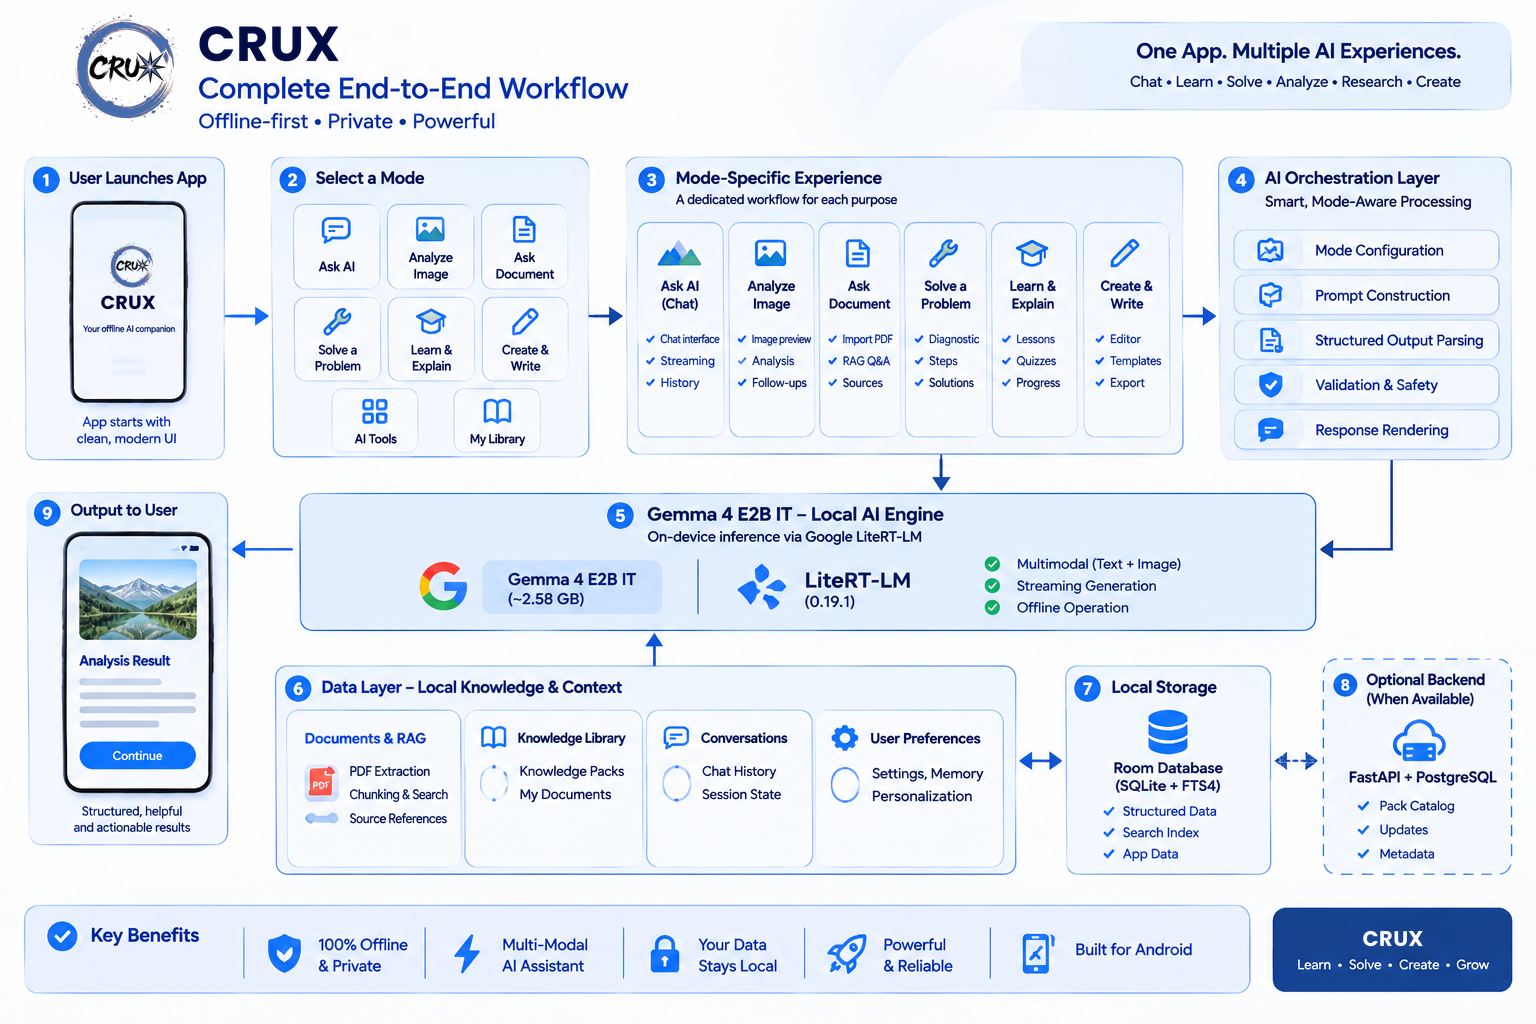 CRUX
CRUX
Complete End-to-End Workflow
Offline-first • Private • Powerful
One App. Multiple AI Experiences.
Chat • Learn • Solve • Analyze • Research • Create
1 User Launches App
CRUX
CRUX
Your offline AI companion
App starts with
clean, modern UI
2 Select a Mode
Ask AI
Analyze
Image
Ask
Document
Solve a
Problem
Learn &
Explain
Create &
Write
AI Tools
My Library
3 Mode-Specific Experience
A dedicated workflow for each purpose
Ask AI
(Chat)
Chat interface
Streaming
History
Analyze
Image
Image preview
Analysis
Follow-ups
Ask
Document
Import PDF
RAG Q&A
Sources
Solve a
Problem
Diagnostic
Steps
Solutions
Learn &
Explain
Lessons
Quizzes
Progress
Create &
Write
Editor
Templates
Export
4 AI Orchestration Layer
Smart, Mode-Aware Processing
Mode Configuration
Prompt Construction
Structured Output Parsing
Validation & Safety
Response Rendering
5 Gemma 4 E2B IT – Local AI Engine
On-device inference via Google LiteRT-LM
G
Gemma 4 E2B IT
(~2.58 GB)
LiteRT-LM
(0.19.1)
Multimodal (Text + Image)
Streaming Generation
Offline Operation
6 Data Layer – Local Knowledge & Context
Documents & RAG
PDF
PDF Extraction
Chunking & Search
Source References
Knowledge Library
Knowledge Packs
My Documents
Conversations
Chat History
Session State
User Preferences
Settings, Memory
Personalization
7 Local Storage
Room Database
(SQLite + FTS4)
Structured Data
Search Index
App Data
8 Optional Backend
(When Available)
FastAPI + PostgreSQL
Pack Catalog
Updates
Metadata
9 Output to User
Analysis Result
Continue
Structured, helpful
and actionable results
Key Benefits
100% Offline
& Private
Multi-Modal
AI Assistant
Your Data
Stays Local
Powerful
& Reliable
Built for Android
CRUX
Learn • Solve • Create • Grow